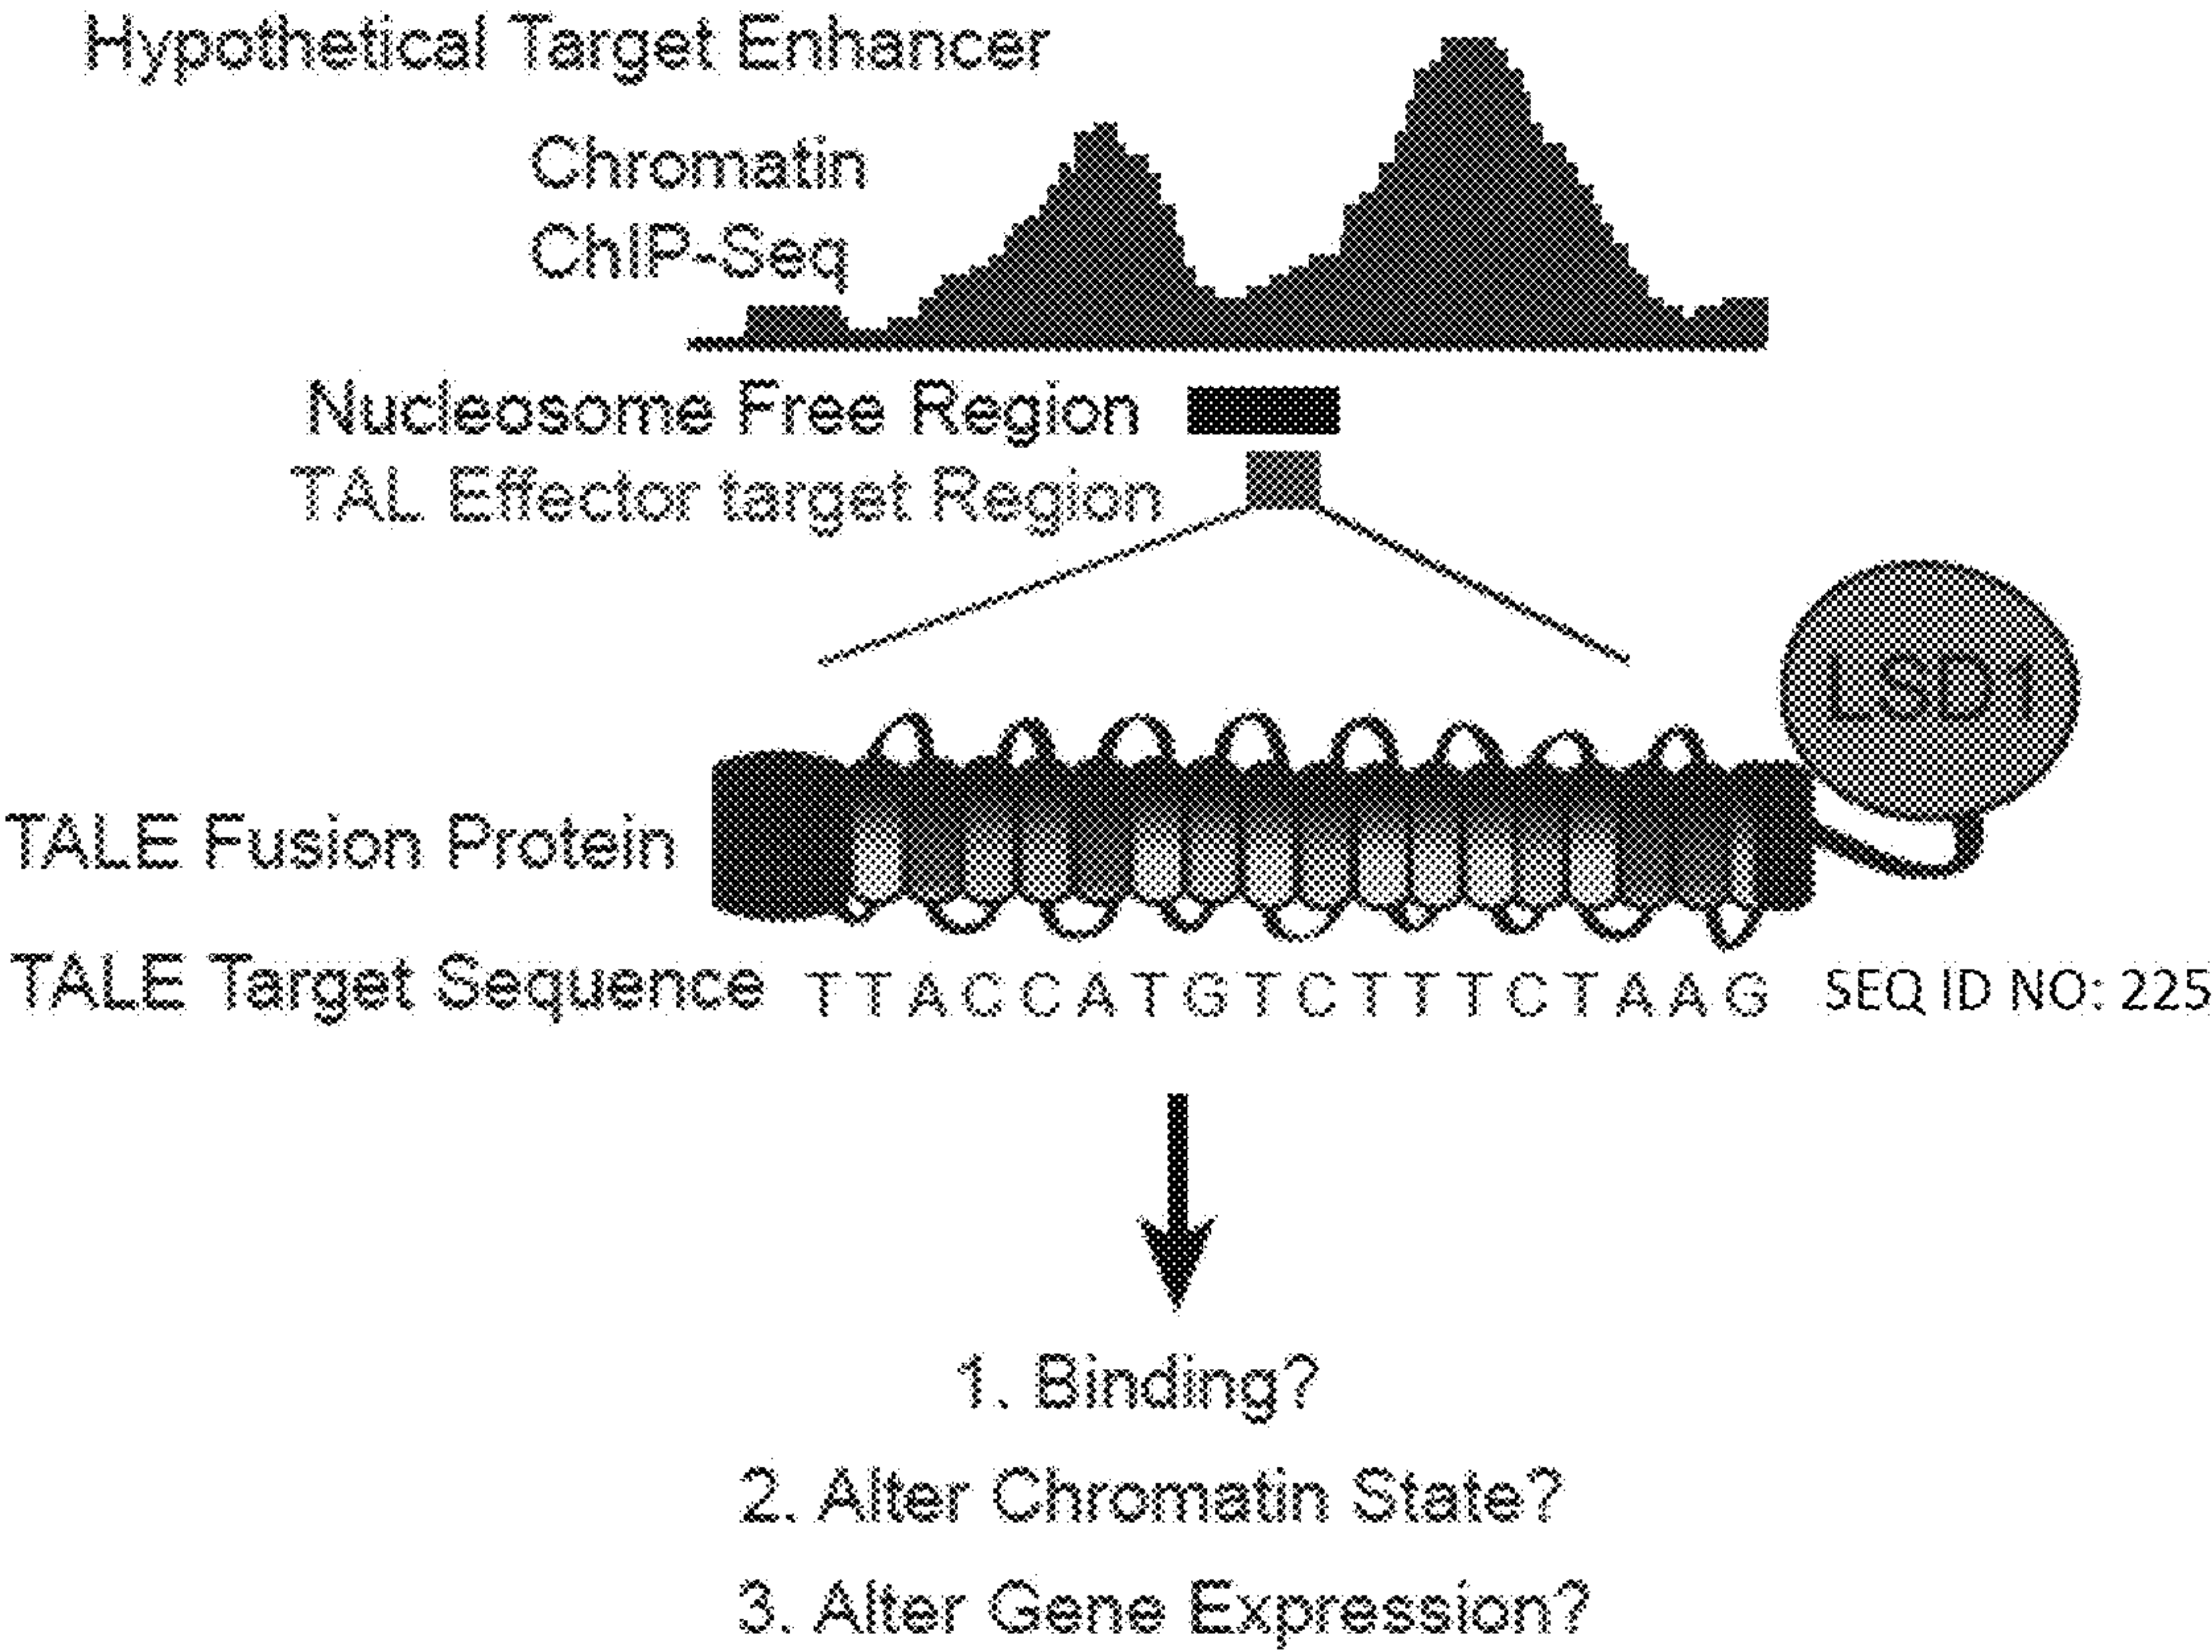 Hypothetical Target Enhancer
Chromatin
ChIP-Seq
Nucleosome Free Region
TAL Effector target Region
LSD1
TALE Fusion Protein
TALE Target Sequence TTACCATGTCTTTCTAAG SEQ ID NO: 225
1. Binding?
2. Alter Chromatin State?
3. Alter Gene Expression?